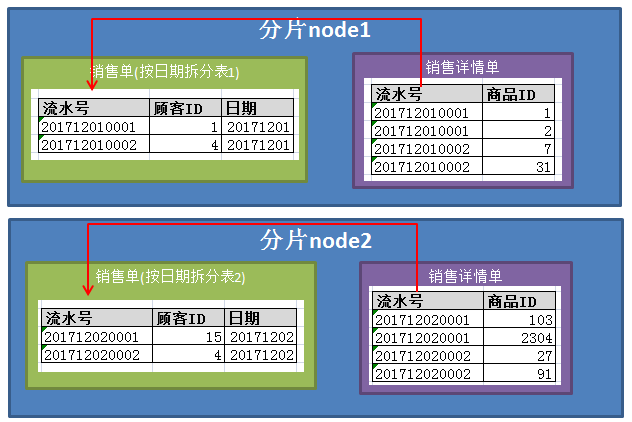 分片node1
销售单(按日期拆分表1)
流水号 顾客ID 日期
201712010001 1 20171201
201712010002 4 20171201
销售详情单
流水号 商品ID
201712010001 1
201712010001 2
201712010002 7
201712010002 31
分片node2
销售单(按日期拆分表2)
流水号 顾客ID 日期
201712020001 15 20171202
201712020002 4 20171202
销售详情单
流水号 商品ID
201712020001 103
201712020001 2304
201712020002 27
201712020002 91